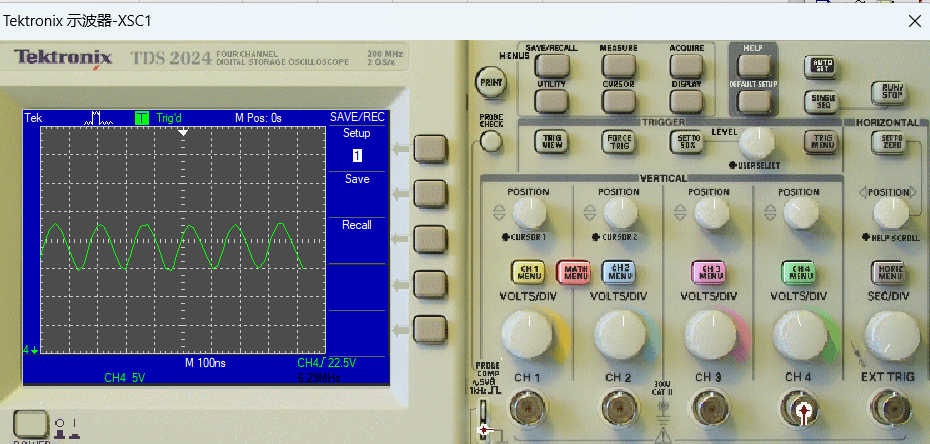 Tektronix 示波器-XSC1
Tektronix TDS 2024 FOUR CHANNEL
DIGITAL STORAGE OSCILLOSCOPE
200 MHz
2 GS/s
Tek T Trig'd M Pos: 0s SAVE/REC
Setup
1
Save
Recall
4
M 100ns CH4 22.5V
CH4 5V
POWER
MENUS
SAVE/RECALL MEASURE ACQUIRE
UTILITY CURSOR DISPLAY
HELP
DEFAULT SETUP
AUTO SET
SINGLE SEQ
RUN/STOP
PRINT
PROBE CHECK
TRIGGER
TRIG VIEW
FORCE TRIG
SET TO 50%
LEVEL
USER SELECT
TRIG MENU
HORIZONTAL
SET TO ZERO
VERTICAL
POSITION POSITION POSITION POSITION POSITION
CURSOR 1 CURSOR 2 HELP SCROLL
CH 1 MENU
MATH MENU
CH 2 MENU
CH 3 MENU
CH 4 MENU
HORIZ MENU
VOLTS/DIV VOLTS/DIV VOLTS/DIV VOLTS/DIV SEC/DIV
PROBE COMP
~5V@
1kHz
CH 1 CH 2 CH 3 CH 4 EXT TRIG
300V
CAT II